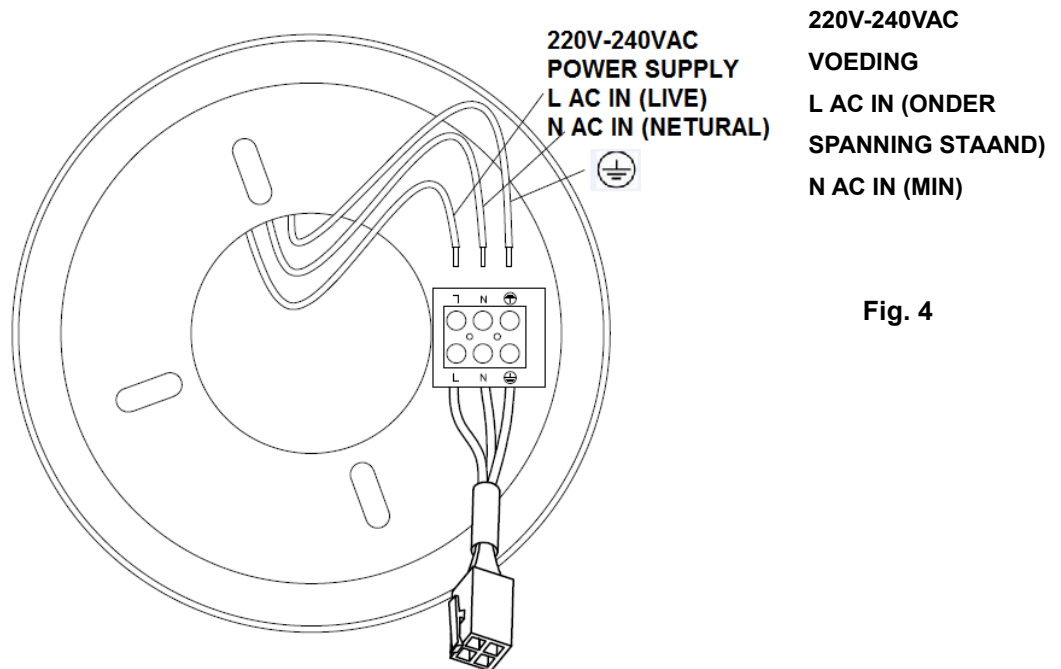 220V-240VAC
POWER SUPPLY
L AC IN (LIVE)
N AC IN (NETURAL)
220V-240VAC
VOEDING
L AC IN (ONDER
SPANNING STAAND)
N AC IN (MIN)
Fig. 4
L N
L N